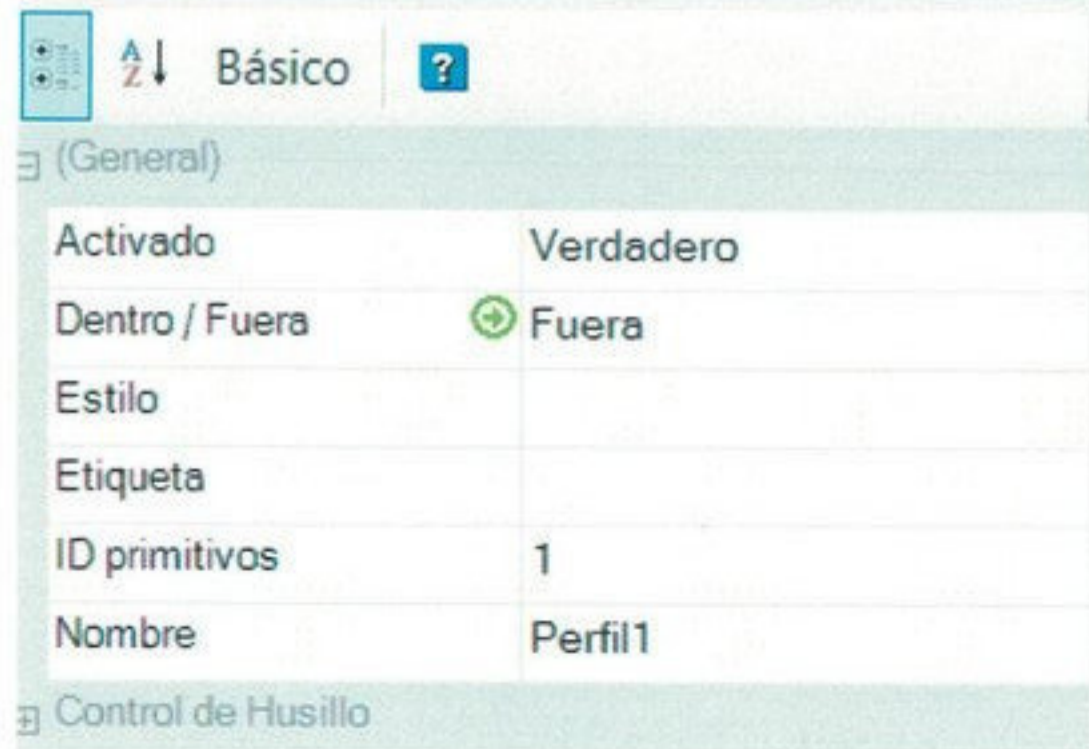 Básico
(General)
Activado Verdadero
Dentro / Fuera Fuera
Estilo
Etiqueta
ID primitivos 1
Nombre Perfil1
Control de Husillo